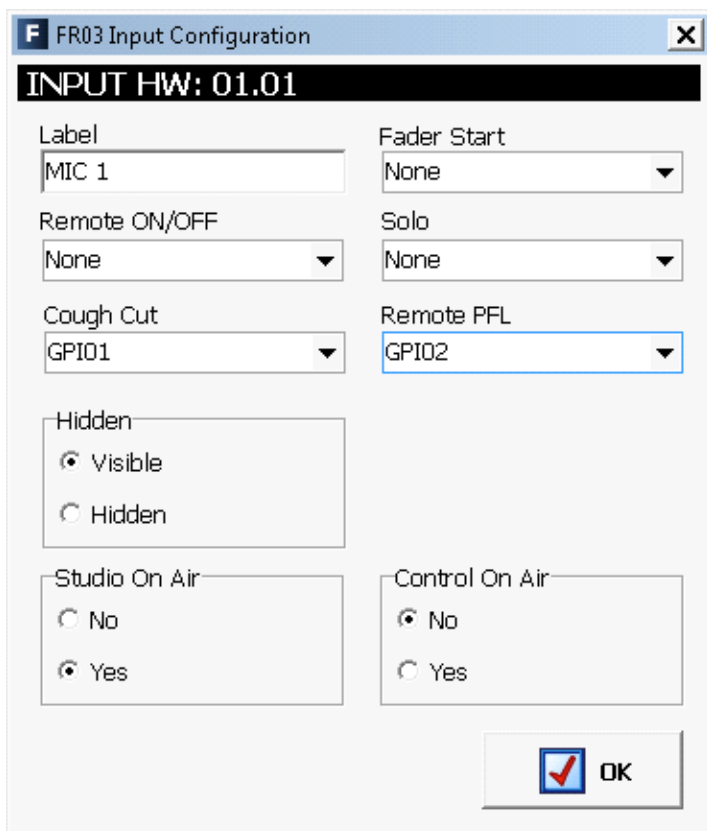 F FR03 Input Configuration
INPUT HW: 01.01
Label
MIC 1
Fader Start
None
Remote ON/OFF
None
Solo
None
Cough Cut
GPI01
Remote PFL
GPI02
Hidden
Visible
Hidden
Studio On Air
No
Yes
Control On Air
No
Yes
OK